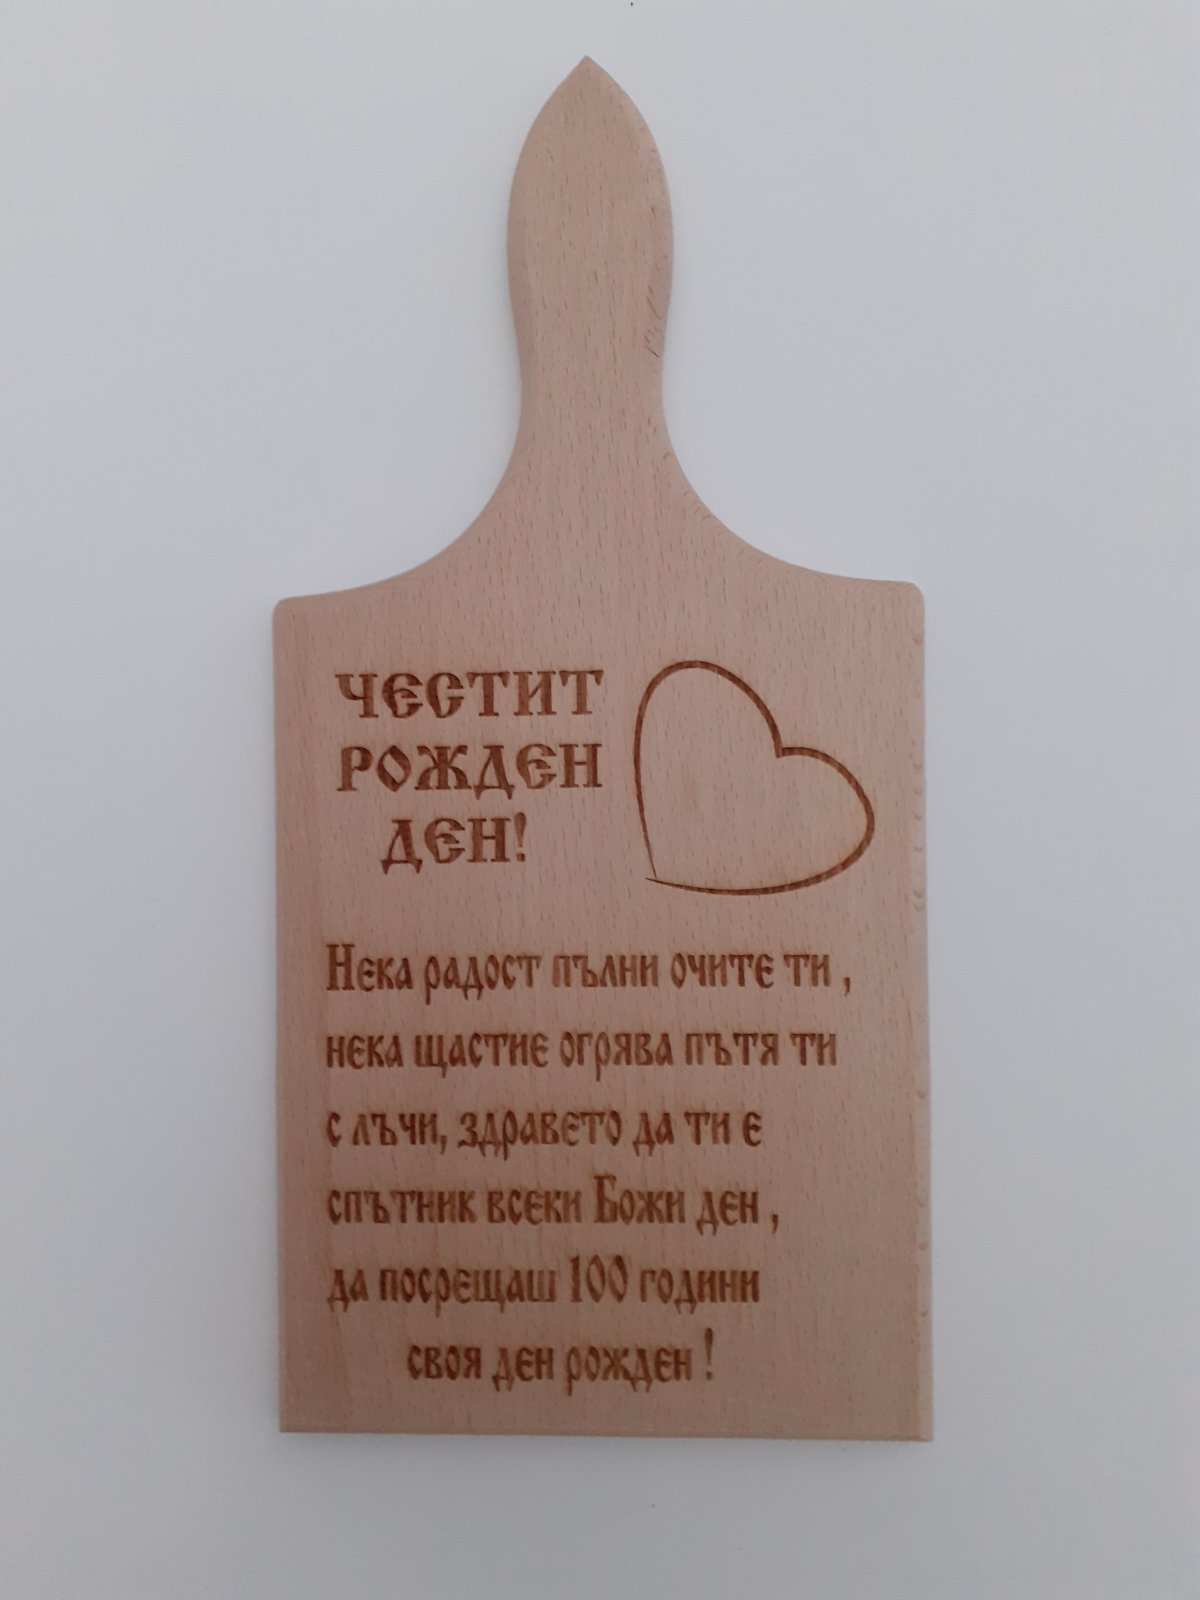 ЧЕСТИТ
РОЖДЕН
ДЕН!
Нека радост пълни очите ти ,
нека щастие огрява пътя ти
с лъчи, здравето да ти е
спътник всеки Божи ден ,
да посрещаш 100 години
своя ден рожден !